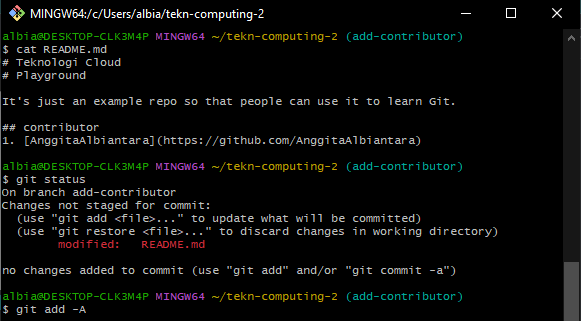 MINGW64:/c/Users/albia/tekn-computing-2
albia@DESKTOP-CLK3M4P MINGW64 ~/tekn-computing-2 (add-contributor)
$ cat README.md
# Teknologi Cloud
# Playground
It's just an example repo so that people can use it to learn Git.
## contributor
1. [AnggitaAlbiantara](https://github.com/AnggitaAlbiantara)
albia@DESKTOP-CLK3M4P MINGW64 ~/tekn-computing-2 (add-contributor)
$ git status
On branch add-contributor
Changes not staged for commit:
  (use "git add <file>..." to update what will be committed)
  (use "git restore <file>..." to discard changes in working directory)
        modified:   README.md
no changes added to commit (use "git add" and/or "git commit -a")
albia@DESKTOP-CLK3M4P MINGW64 ~/tekn-computing-2 (add-contributor)
$ git add -A